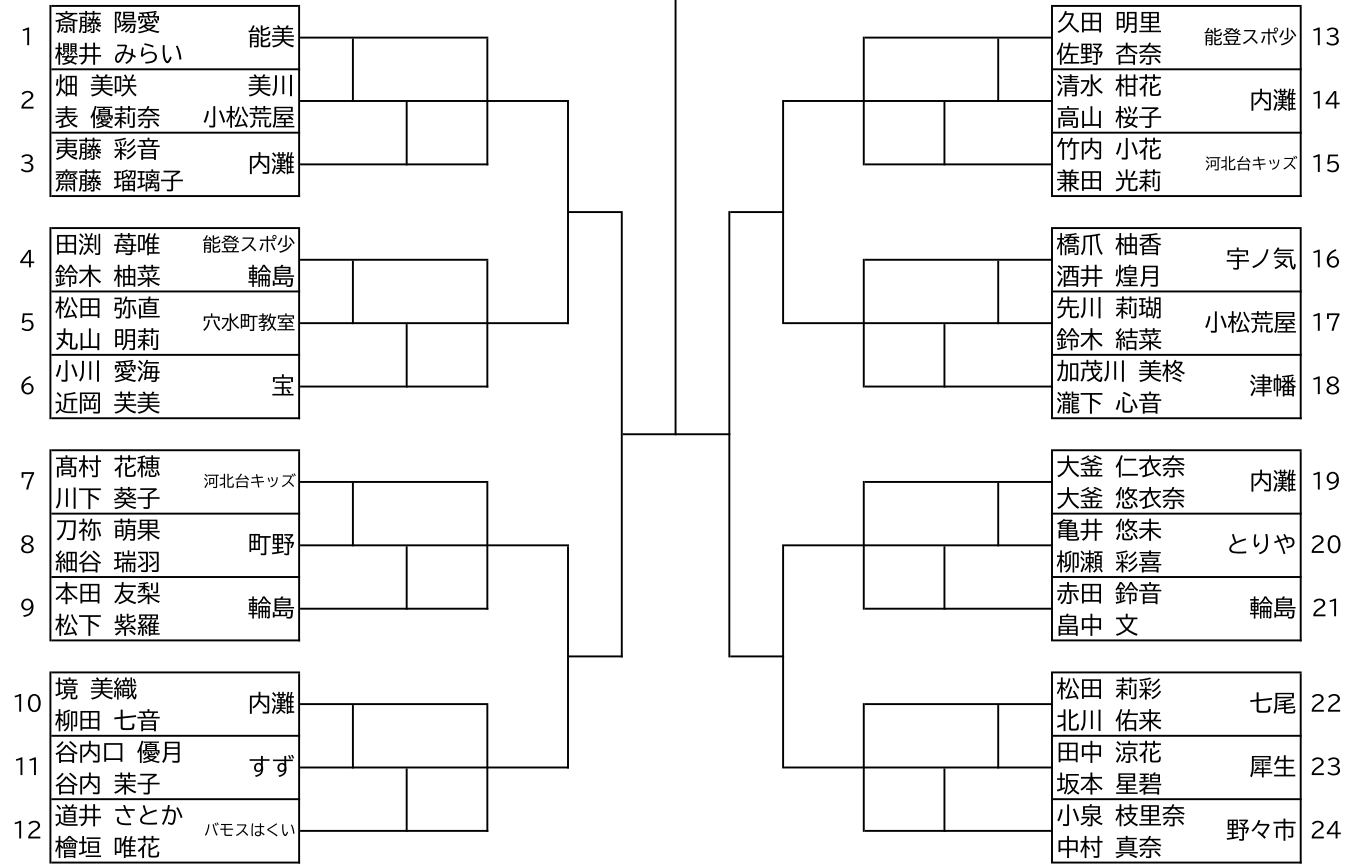 1 斎藤 陽愛 能美
櫻井 みらい
2 畑 美咲 美川
表 優莉奈 小松荒屋
3 夷藤 彩音 内灘
齋藤 瑠璃子
4 田渕 苺唯 能登スポ少
鈴木 柚菜 輪島
5 松田 弥直 穴水町教室
丸山 明莉
6 小川 愛海 宝
近岡 芙美
7 髙村 花穂 河北台キッズ
川下 葵子
8 刀祢 萌果 町野
細谷 瑞羽
9 本田 友梨 輪島
松下 紫羅
10 境 美織 内灘
柳田 七音
11 谷内口 優月 すず
谷内 茉子
12 道井 さとか バモスはくい
檜垣 唯花
久田 明里 能登スポ少 13
佐野 杏奈
清水 柑花 内灘 14
高山 桜子
竹内 小花 河北台キッズ 15
兼田 光莉
橋爪 柚香 宇ノ気 16
酒井 煌月
先川 莉瑚 小松荒屋 17
鈴木 結菜
加茂川 美柊 津幡 18
瀧下 心音
大釜 仁衣奈 内灘 19
大釜 悠衣奈
亀井 悠未 とりや 20
柳瀬 彩喜
赤田 鈴音 輪島 21
畠中 文
松田 莉彩 七尾 22
北川 佑来
田中 涼花 犀生 23
坂本 星碧
小泉 枝里奈 野々市 24
中村 真奈